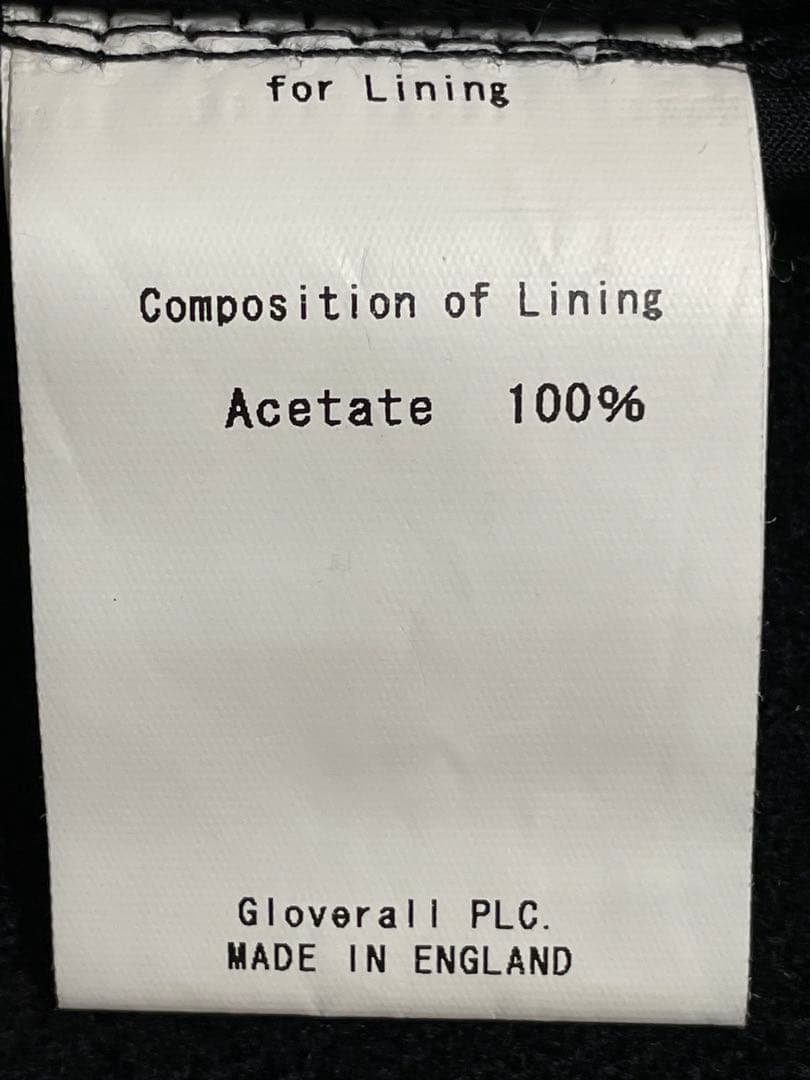 for Lining
Composition of Lining
Acetate 100%
Gloverall PLC.
MADE IN ENGLAND